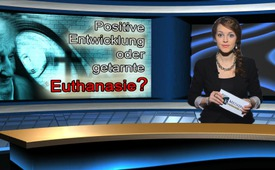 Positive
Entwicklung
oder
getarnte
Euthanasie?